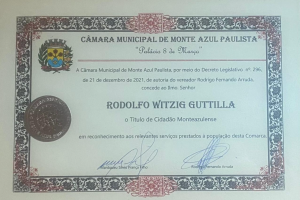 CÂMARA MUNICIPAL DE MONTE AZUL PAULISTA
"Palácio 8 de Março"
A Câmara Municipal de Monte Azul Paulista, por meio do Decreto Legislativo, nº. 296,
de 21 de dezembro de 2021, de autoria do vereador Rodrigo Fernando Arruda,
concede ao Ilmo. Senhor
RODOLFO WITZIG GUTTILLA
o Título de Cidadão Monteazulense
em reconhecimento aos relevantes serviços prestados à população desta Comarca.
Fernando Arruda